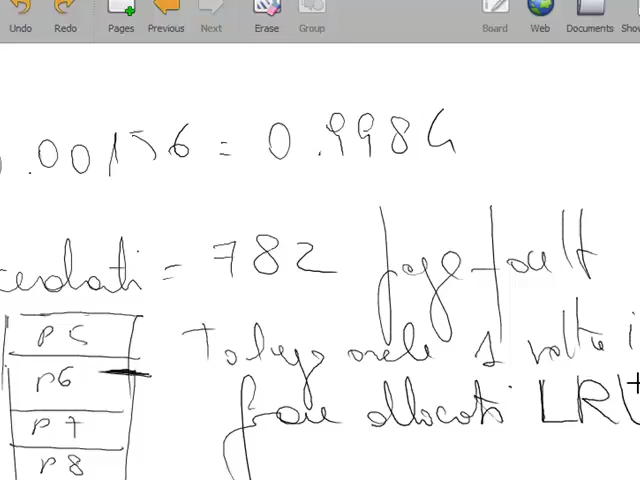 Undo Redo Pages Previous Next Erase Group Board Web Documents Show
.00156 = 0.9984
= 782 page-fault
p5
Tolgo anche 1 volta i
p6
frame allocati LRU
p7
p8